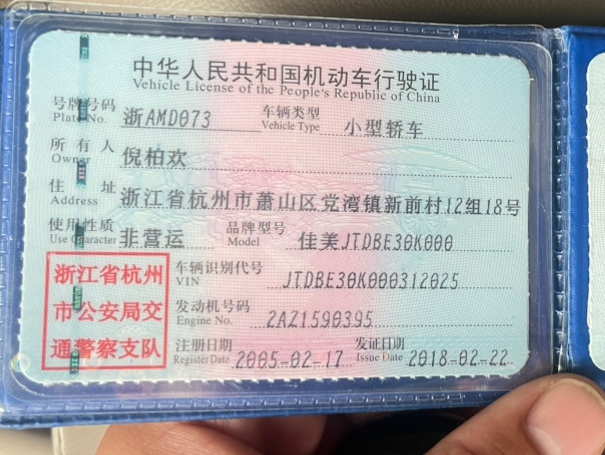 中华人民共和国机动车行驶证
Vehicle License of the People's Republic of China
号牌号码 浙AMD073 车辆类型 小型轿车
Plate No. Vehicle Type
所有人 倪柏欢
Owner
住址 浙江省杭州市萧山区党湾镇新前村12组18号
Address
使用性质 非营运 品牌型号 佳美JTDBE30K000
Use Character Model
浙江省杭州
市公安局交
通警察支队
车辆识别代号 JTDBE30K000312025
VIN
发动机号码 2AZ1590395
Engine No.
注册日期 2005-02-17 发证日期 2018-02-22
Register Date Issue Date